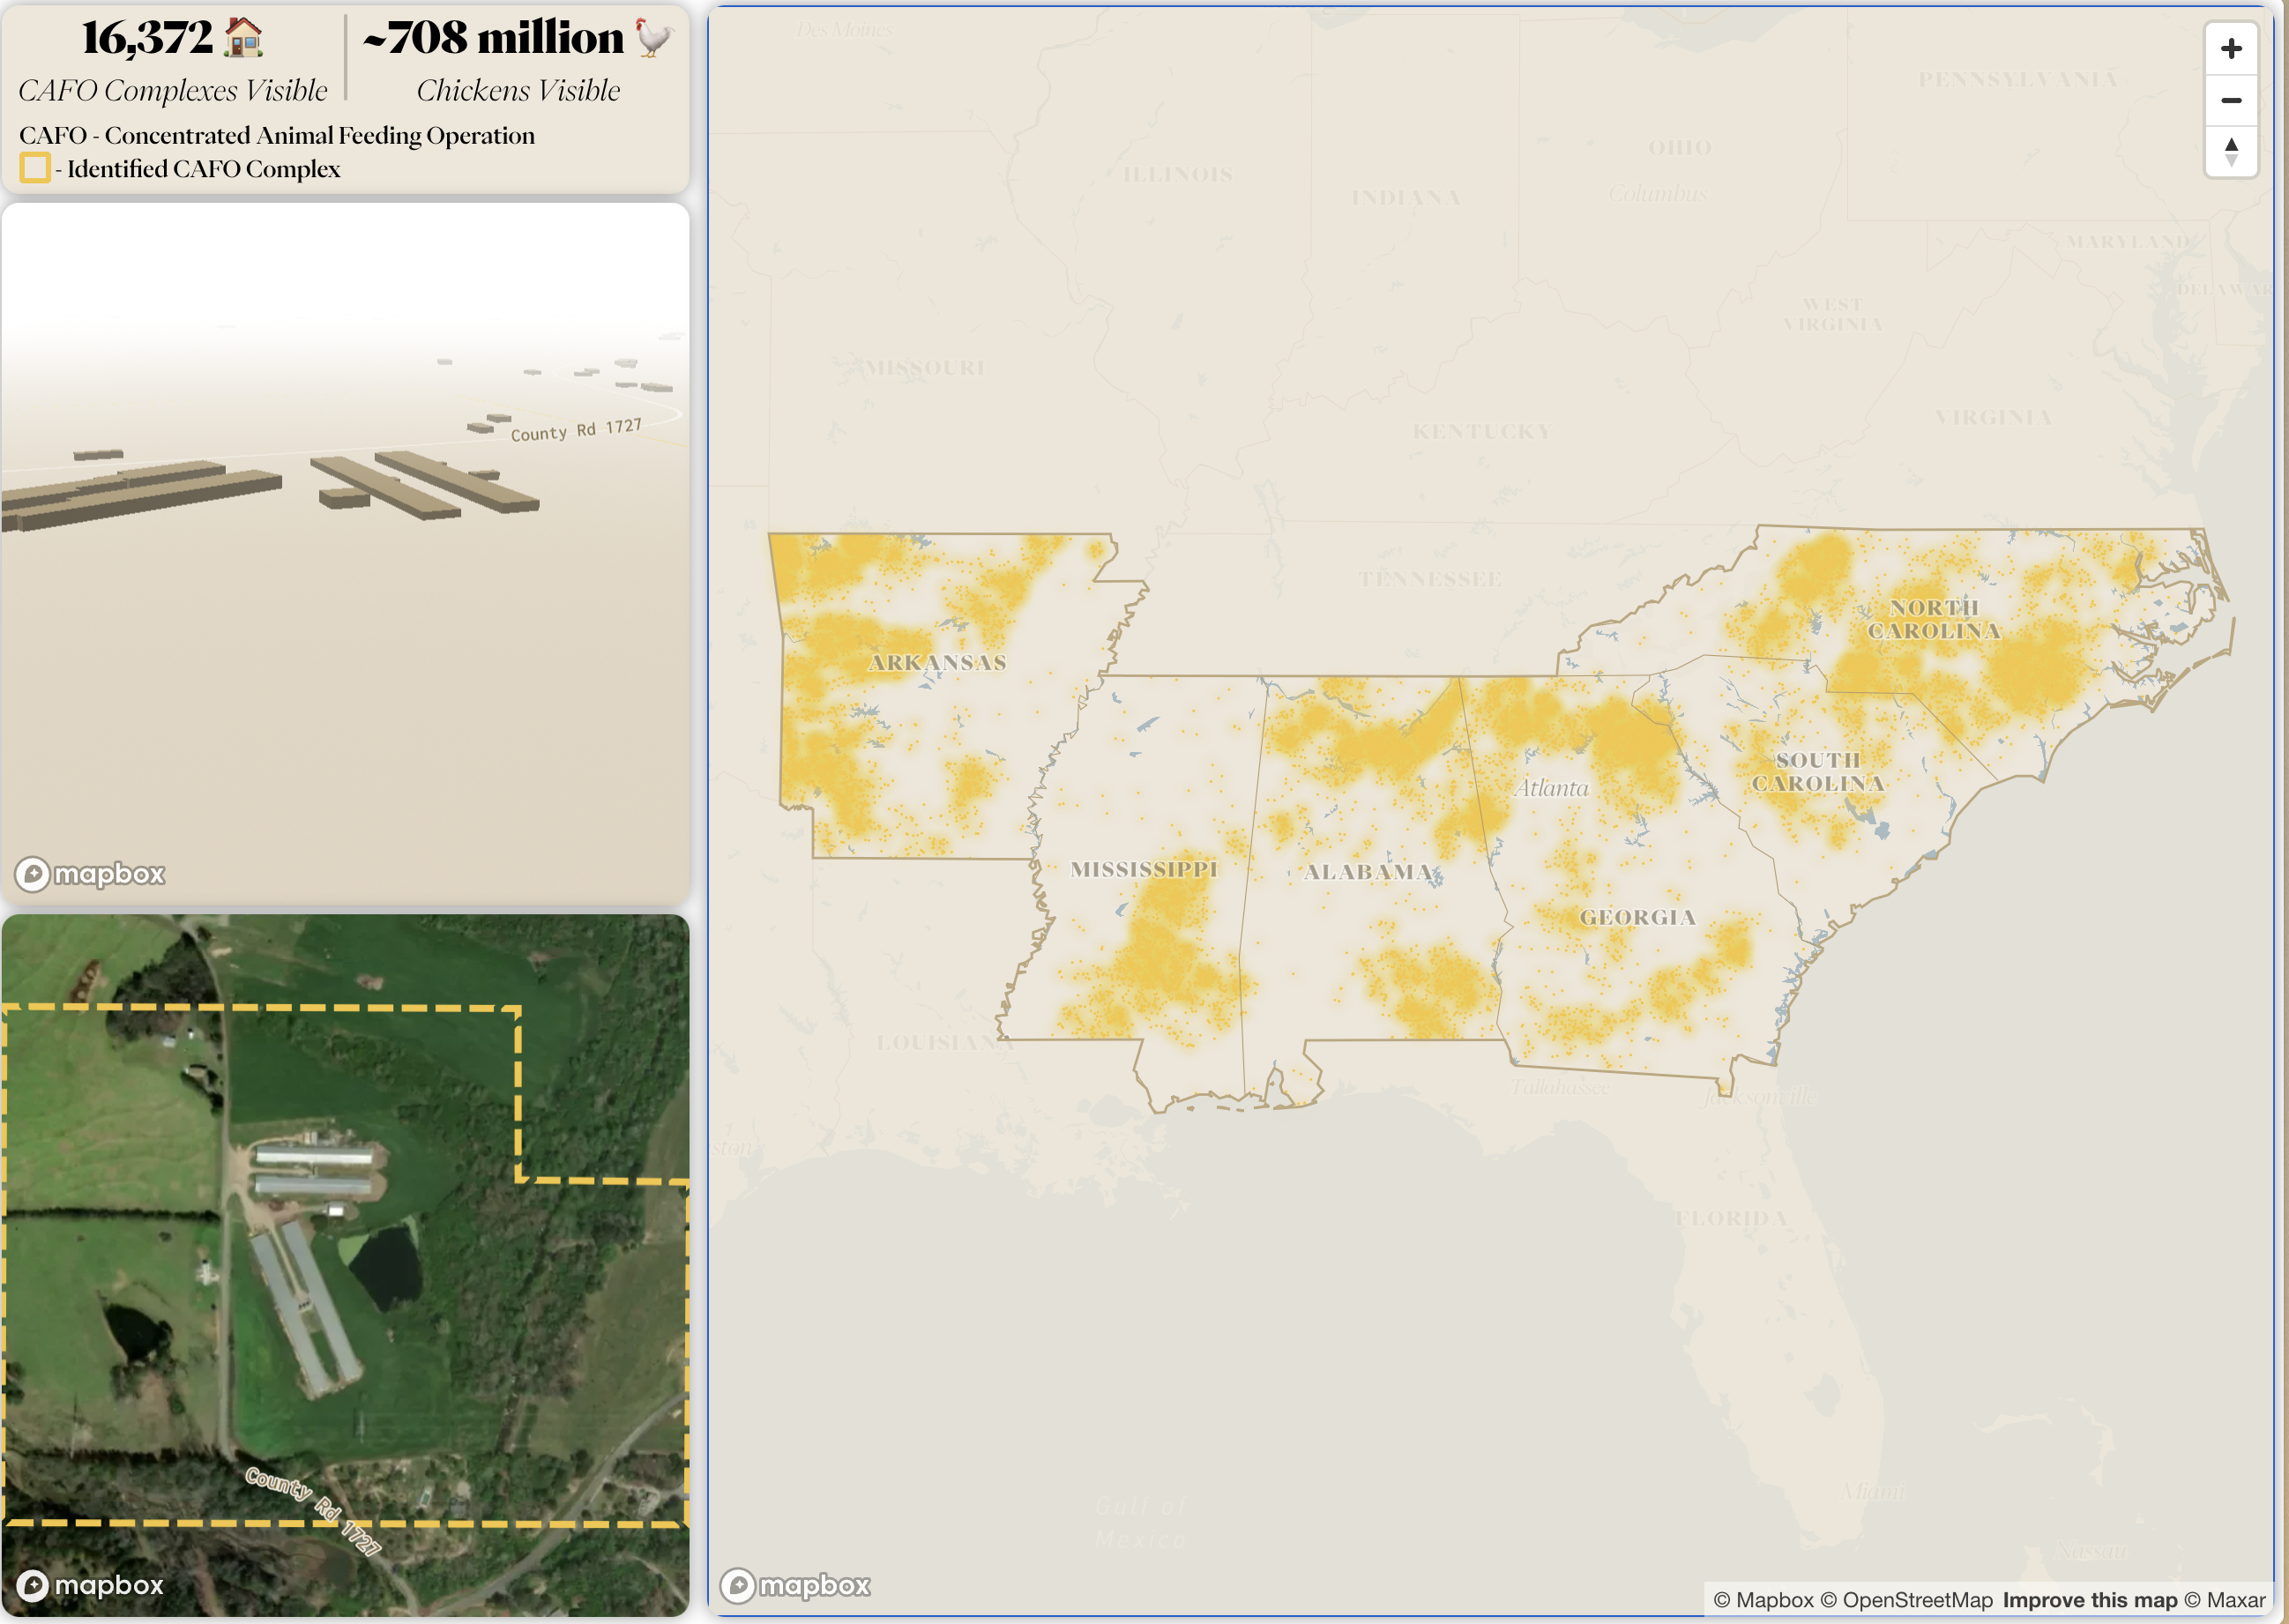 16,372
~708 million
CAFO Complexes Visible
Chickens Visible
CAFO - Concentrated Animal Feeding Operation
- Identified CAFO Complex
County Rd 1727
mapbox
County Rd 1727
mapbox
Des Moines
PENNSYLVANIA
OHIO
ILLINOIS
INDIANA
Columbus
MARYLAND
DELAWAR
WEST
VIRGINIA
MISSOURI
VIRGINIA
KENTUCKY
TENNESSEE
NORTH
CAROLINA
ARKANSAS
SOUTH
CAROLINA
Atlanta
MISSISSIPPI
ALABAMA
GEORGIA
LOUISIANA
Tallahassee
Jacksonville
ston
FLORIDA
Miami
Gulf of
Mexico
Nassau
mapbox
© Mapbox © OpenStreetMap Improve this map © Maxar